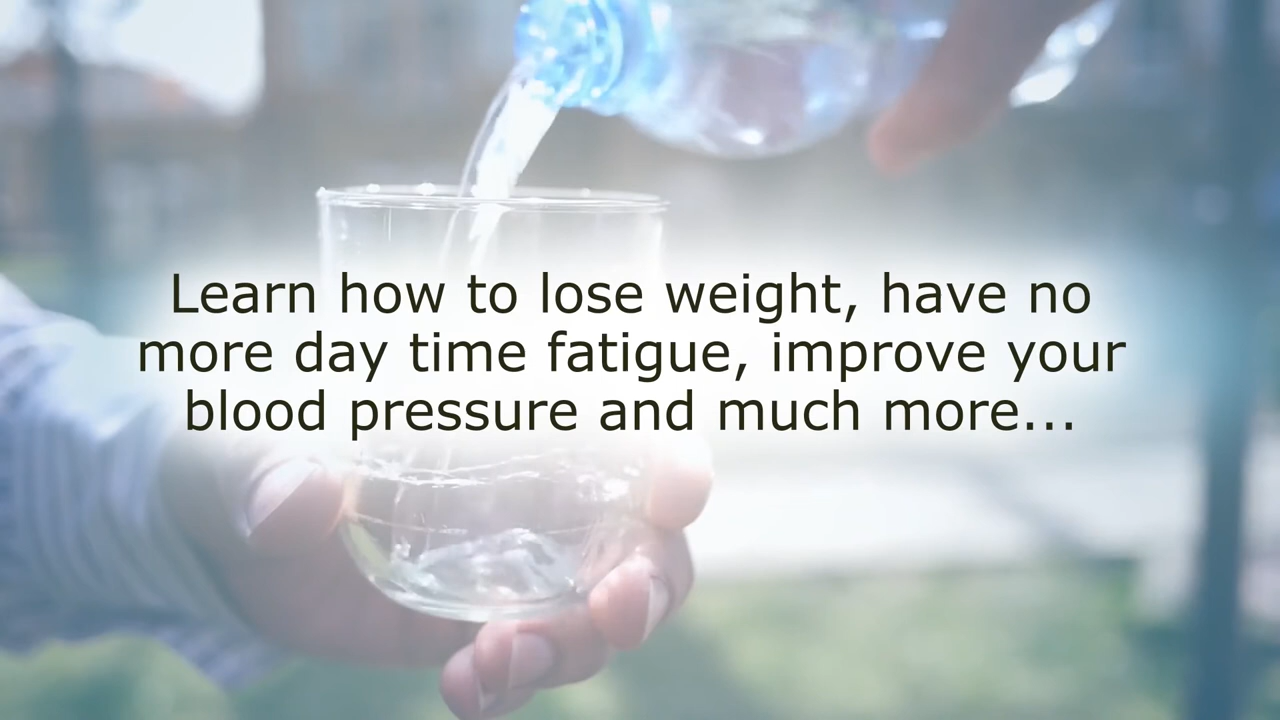 Learn how to lose weight, have no
more day time fatigue, improve your
blood pressure and much more...